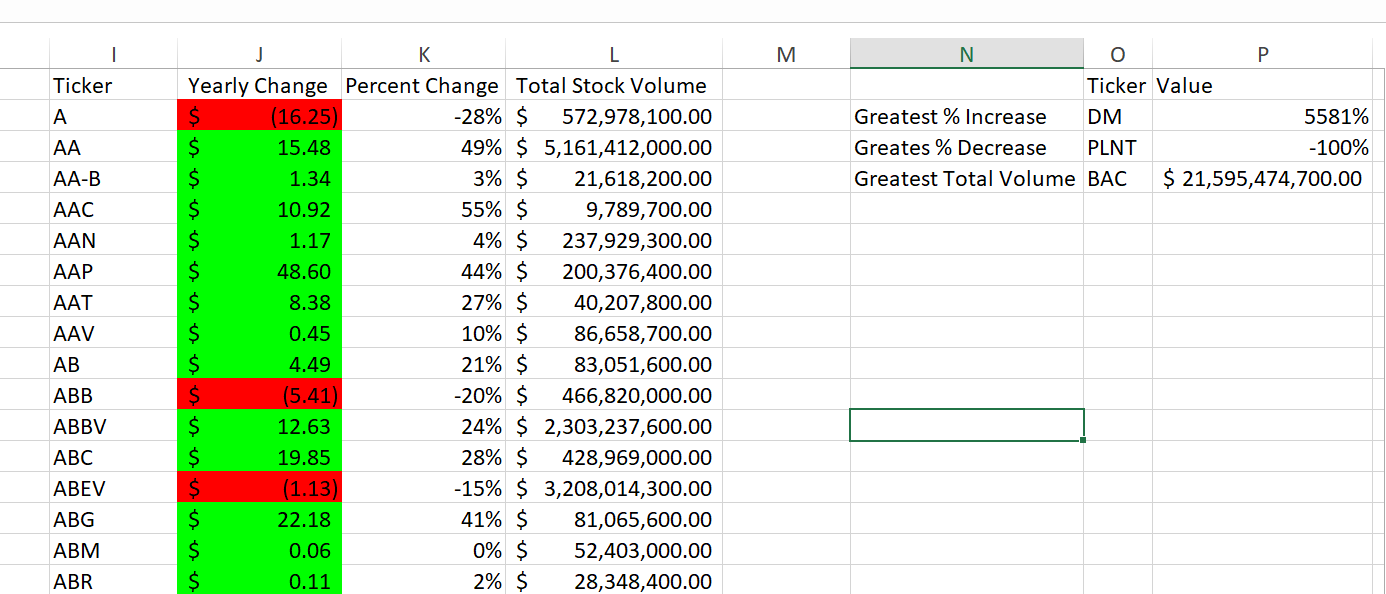 I J K L M N O P
Ticker Yearly Change Percent Change Total Stock Volume Ticker Value
A $ (16.25) -28% $ 572,978,100.00 Greatest % Increase DM 5581%
AA $ 15.48 49% $ 5,161,412,000.00 Greates % Decrease PLNT -100%
AA-B $ 1.34 3% $ 21,618,200.00 Greatest Total Volume BAC $ 21,595,474,700.00
AAC $ 10.92 55% $ 9,789,700.00
AAN $ 1.17 4% $ 237,929,300.00
AAP $ 48.60 44% $ 200,376,400.00
AAT $ 8.38 27% $ 40,207,800.00
AAV $ 0.45 10% $ 86,658,700.00
AB $ 4.49 21% $ 83,051,600.00
ABB $ (5.41) -20% $ 466,820,000.00
ABBV $ 12.63 24% $ 2,303,237,600.00
ABC $ 19.85 28% $ 428,969,000.00
ABEV $ (1.13) -15% $ 3,208,014,300.00
ABG $ 22.18 41% $ 81,065,600.00
ABM $ 0.06 0% $ 52,403,000.00
ABR $ 0.11 2% $ 28,348,400.00